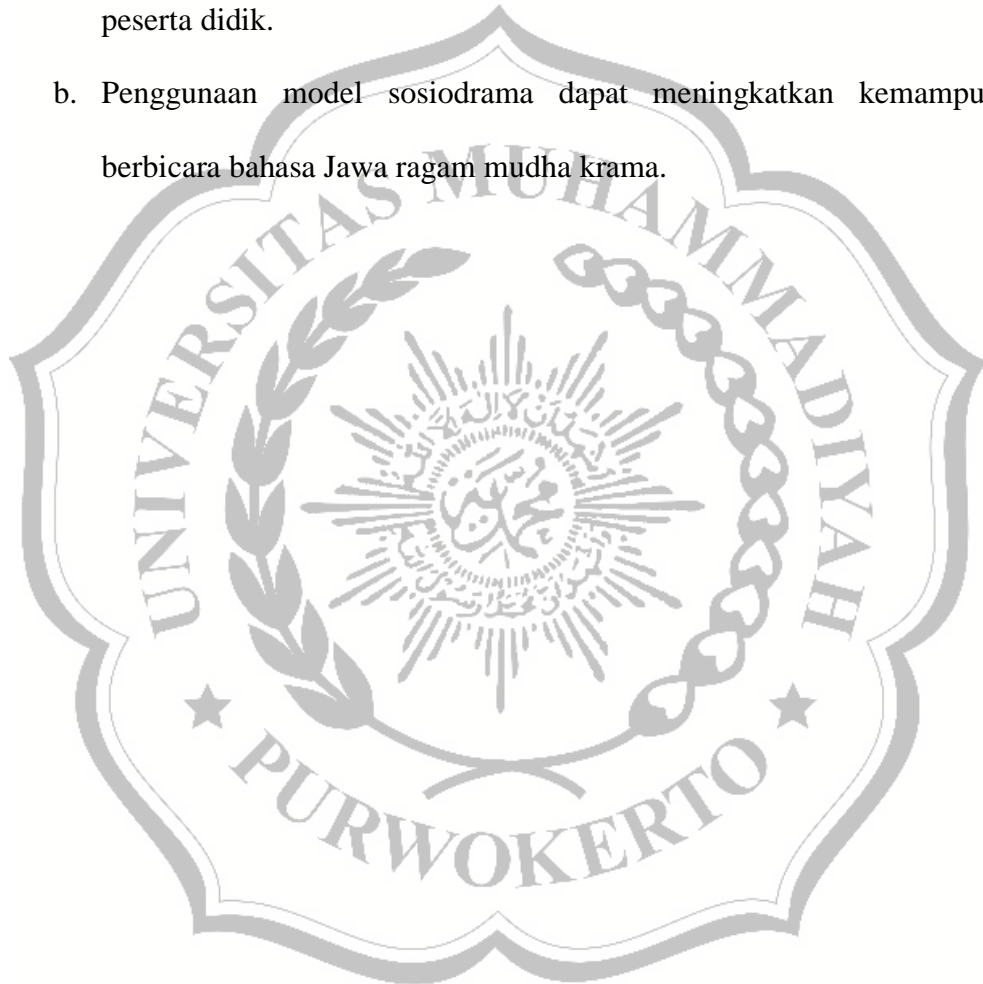 peserta didik.
b. Penggunaan model sosiodrama dapat meningkatkan kemampu
berbicara bahasa Jawa ragam mudha krama.
UNIVERSITAS MUHAMMADIYAH
PURWOKERTO